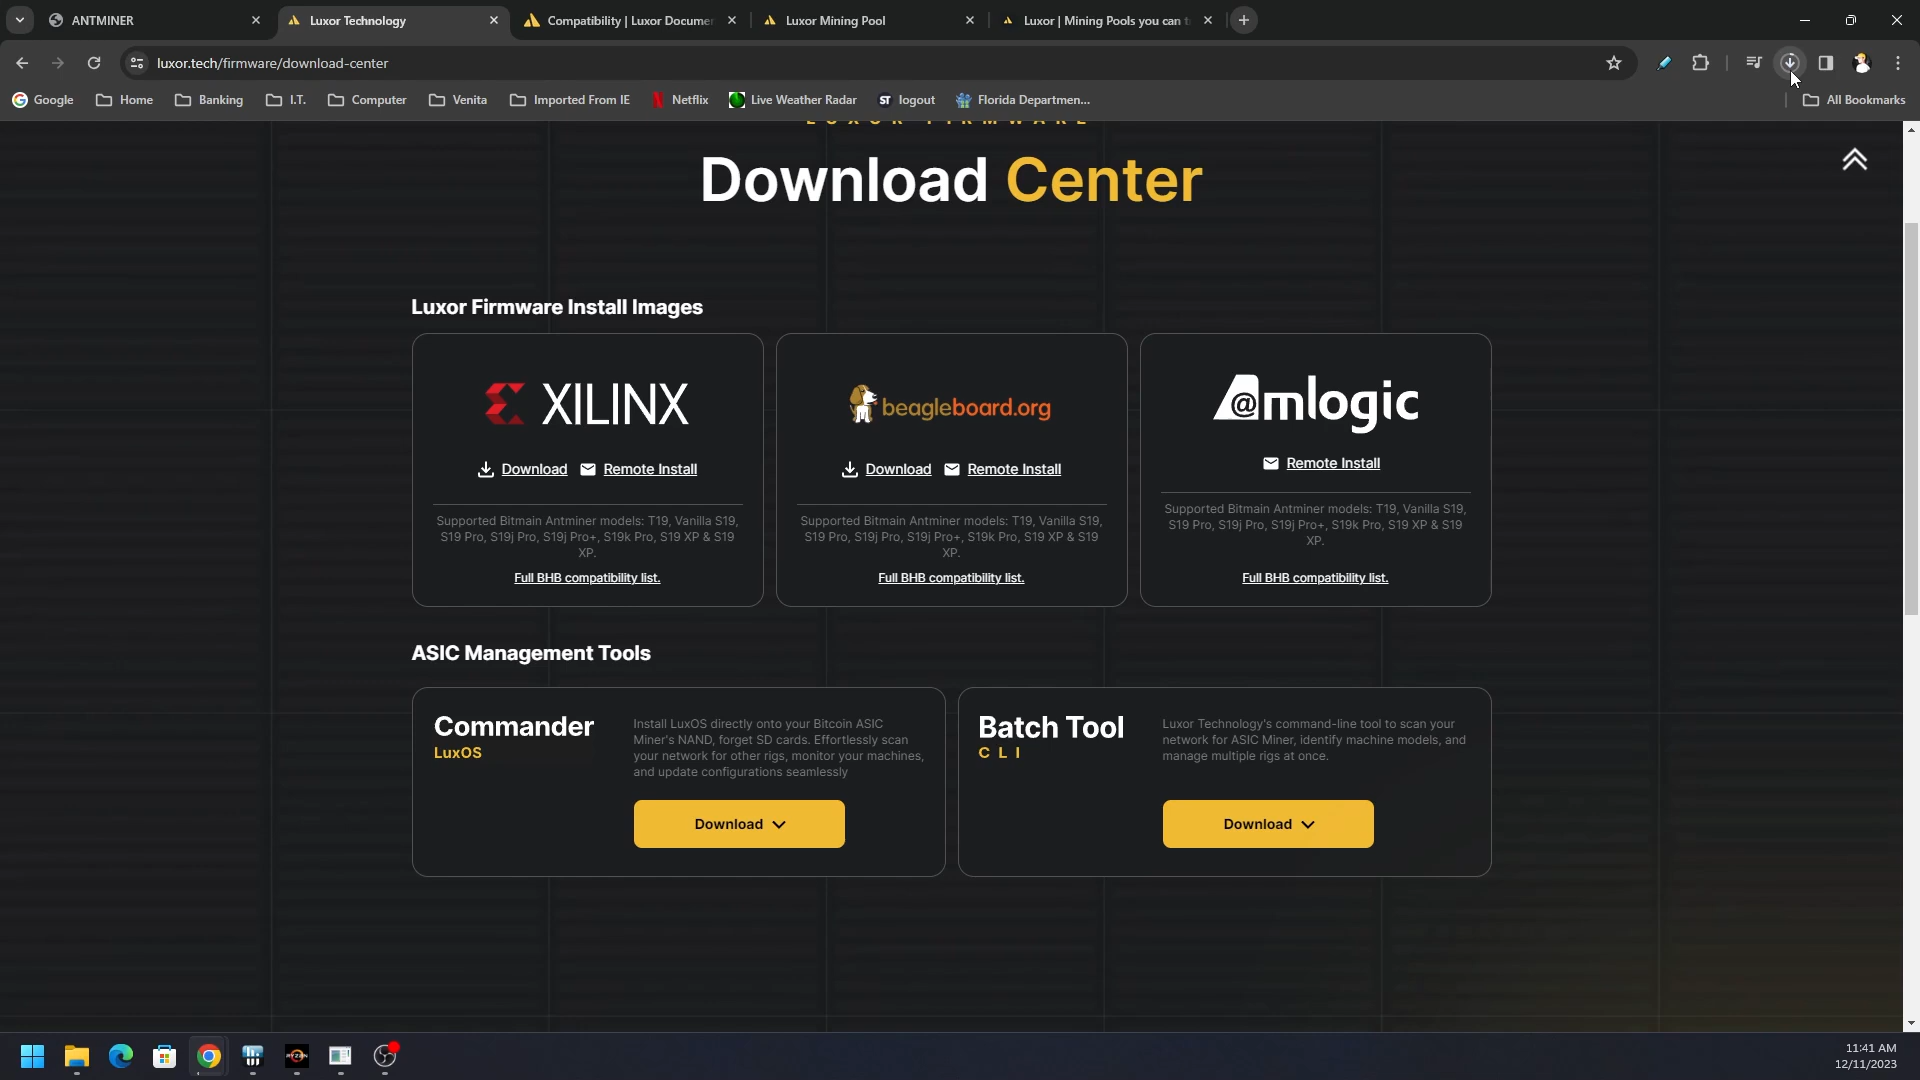 ANTMINER
Luxor Technology
Compatibility | Luxor Docume
Luxor Mining Pool
Luxor | Mining Pools you can t
luxor.tech/firmware/download-center
Google
Home
Banking
I.T.
Computer
Venita
Imported From IE
Netflix
Live Weather Radar
ST logout
Florida Departmen...
All Bookmarks
LUXOR FIRMWARE
Download Center
Luxor Firmware Install Images
XILINX
Download
Remote Install
Supported Bitmain Antminer models: T19, Vanilla S19,
S19 Pro, S19j Pro, S19j Pro+, S19k Pro, S19 XP & S19
XP.
Full BHB compatibility list.
beagleboard.org
Download
Remote Install
Supported Bitmain Antminer models: T19, Vanilla S19,
S19 Pro, S19j Pro, S19j Pro+, S19k Pro, S19 XP & S19
XP.
Full BHB compatibility list.
@mlogic
Remote Install
Supported Bitmain Antminer models: T19, Vanilla S19,
S19 Pro, S19j Pro, S19j Pro+, S19k Pro, S19 XP & S19
XP.
Full BHB compatibility list.
ASIC Management Tools
Commander
LuxOS
Install LuxOS directly onto your Bitcoin ASIC
Miner's NAND, forget SD cards. Effortlessly scan
your network for other rigs, monitor your machines,
and update configurations seamlessly
Download
Batch Tool
CLI
Luxor Technology's command-line tool to scan your
network for ASIC Miner, identify machine models, and
manage multiple rigs at once.
Download
RYZEN
11:41 AM
12/11/2023